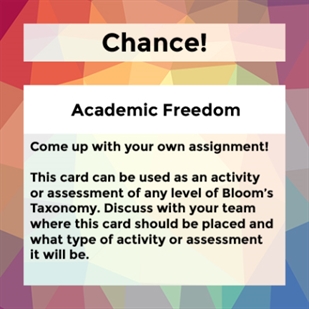 Chance!
Academic Freedom
Come up with your own assignment!
This card can be used as an activity
or assessment of any level of Bloom's
Taxonomy. Discuss with your team
where this card should be placed and
what type of activity or assessment
it will be.